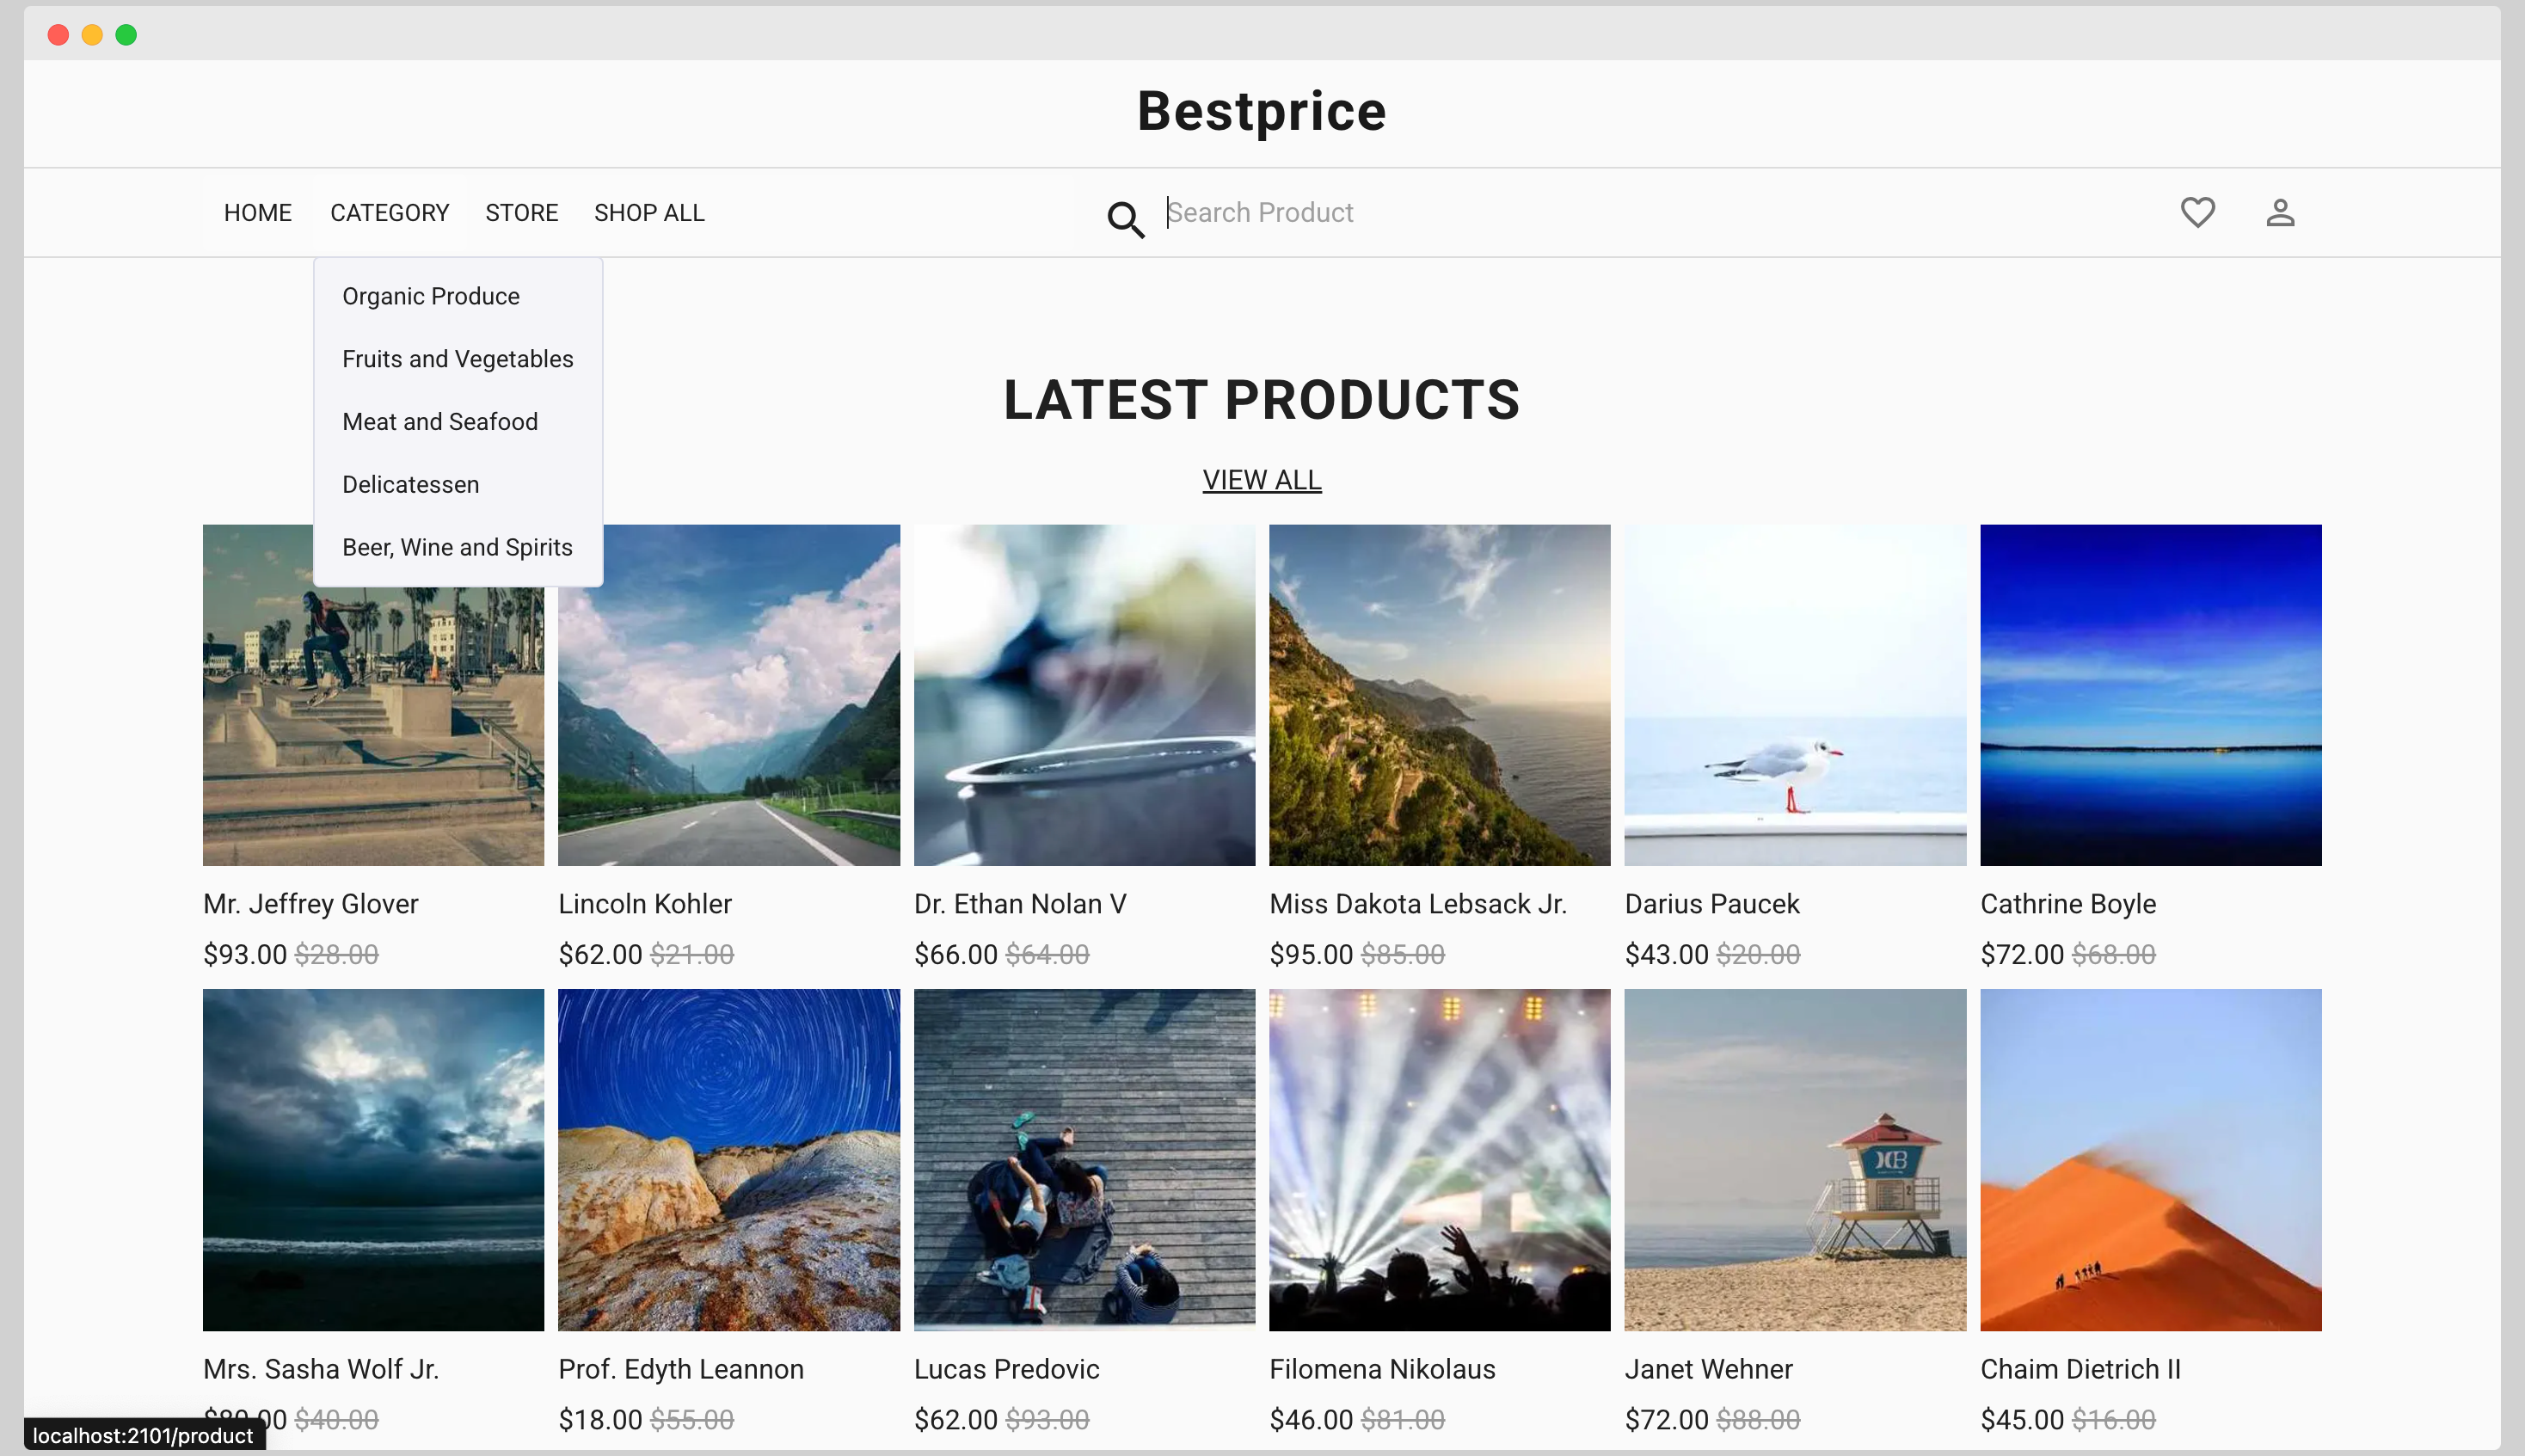 Bestprice
HOME CATEGORY STORE SHOP ALL Search Product
Organic Produce
Fruits and Vegetables
Meat and Seafood
Delicatessen
Beer, Wine and Spirits
LATEST PRODUCTS
VIEW ALL
Mr. Jeffrey Glover
$93.00 $28.00
Lincoln Kohler
$62.00 $21.00
Dr. Ethan Nolan V
$66.00 $64.00
Miss Dakota Lebsack Jr.
$95.00 $85.00
Darius Paucek
$43.00 $20.00
Cathrine Boyle
$72.00 $68.00
Mrs. Sasha Wolf Jr.
$80.00 $40.00
Prof. Edyth Leannon
$18.00 $55.00
Lucas Predovic
$62.00 $93.00
Filomena Nikolaus
$46.00 $81.00
Janet Wehner
$72.00 $88.00
Chaim Dietrich II
$45.00 $16.00
localhost:2101/product